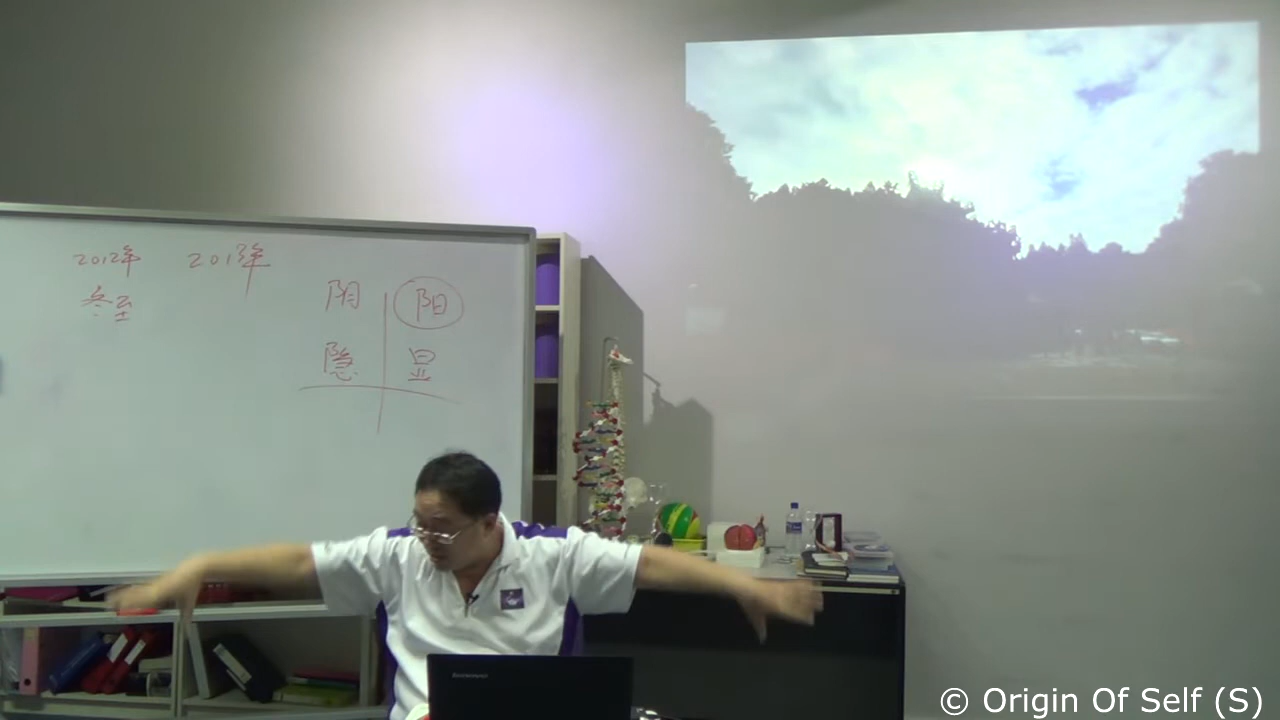 2012年 2013年
冬至
阴 阳
隐 显
lenovo
© Origin Of Self (S)